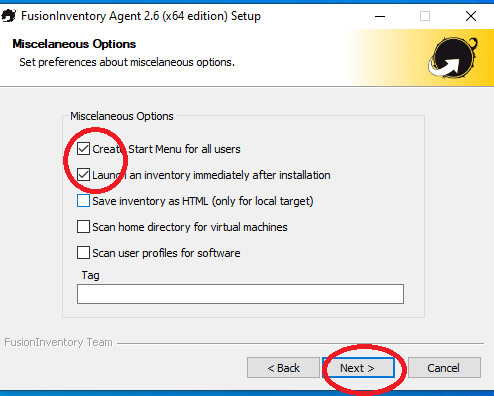 FusionInventory Agent 2.6 (x64 edition) Setup
Miscelaneous Options
Set preferences about miscelaneous options.
Miscelaneous Options
Create Start Menu for all users
Launch an inventory immediately after installation
Save inventory as HTML (only for local target)
Scan home directory for virtual machines
Scan user profiles for software
Tag
FusionInventory Team
< Back Next > Cancel